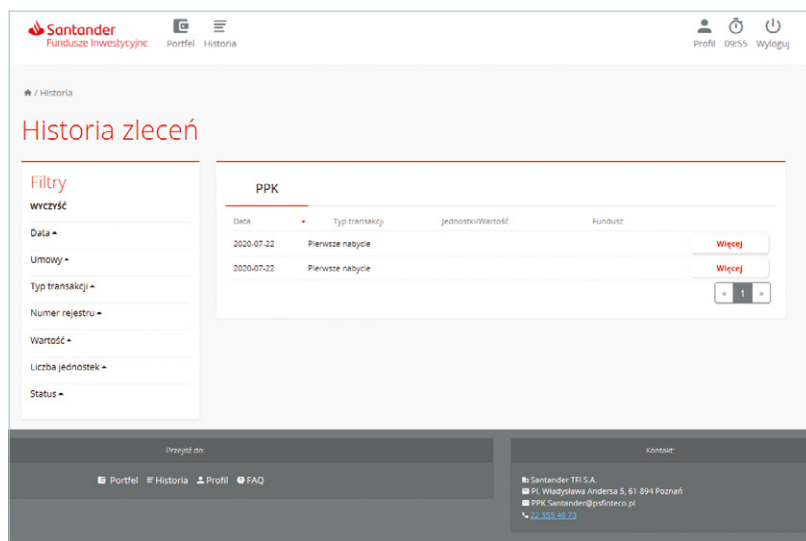 Santander
Fundusze Inwestycyjne
Portfel Historia
Profil 09:55 Wyloguj
/ Historia
Historia zleceń
Filtry
WYCZYŚĆ
Data
Umowy
Typ transakcji
Numer rejestru
Wartość
Liczba jednostek
Status
PPK
Data Typ transakcji Jednostki/Wartość Fundusz
2020-07-22 Pierwsze nabycie Więcej
2020-07-22 Pierwsze nabycie Więcej
« 1 »
Przejdź do:
Portfel Historia Profil FAQ
Kontakt:
Santander TFI S.A.
Pl. Władysława Andersa 5, 61-894 Poznań
PPK.Santander@psfinteco.pl
22 355 46 73